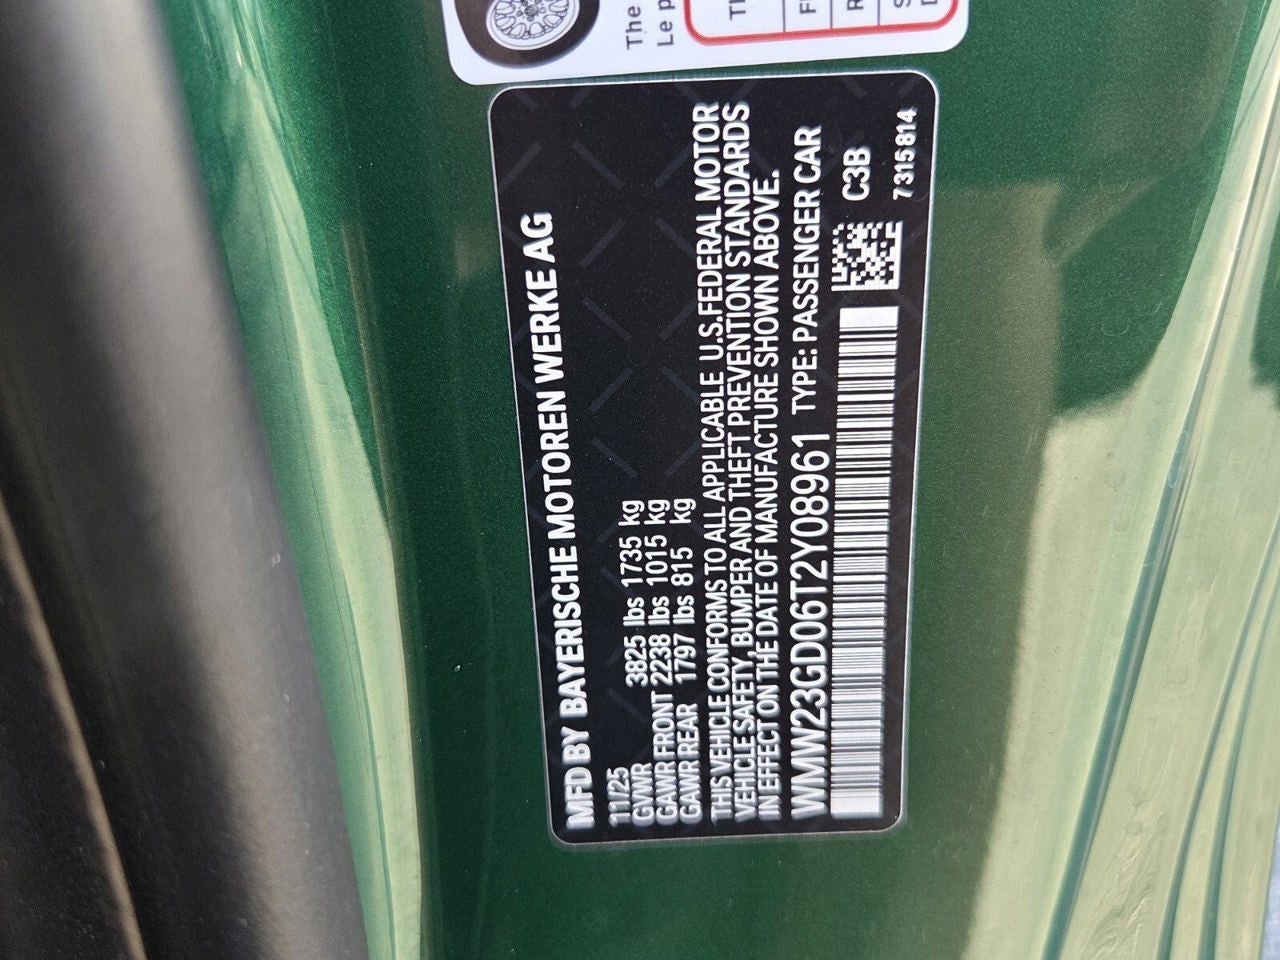 The
Le p
MFD BY BAYERISCHE MOTOREN WERKE AG
11/25
GVWR 3825 lbs 1735 kg
GAWR FRONT 2238 lbs 1015 kg
GAWR REAR 1797 lbs 815 kg
THIS VEHICLE CONFORMS TO ALL APPLICABLE U.S.FEDERAL MOTOR
VEHICLE SAFETY, BUMPER AND THEFT PREVENTION STANDARDS
IN EFFECT ON THE DATE OF MANUFACTURE SHOWN ABOVE.
WMW23GD06T2Y08961 TYPE: PASSENGER CAR
C3B
7315814